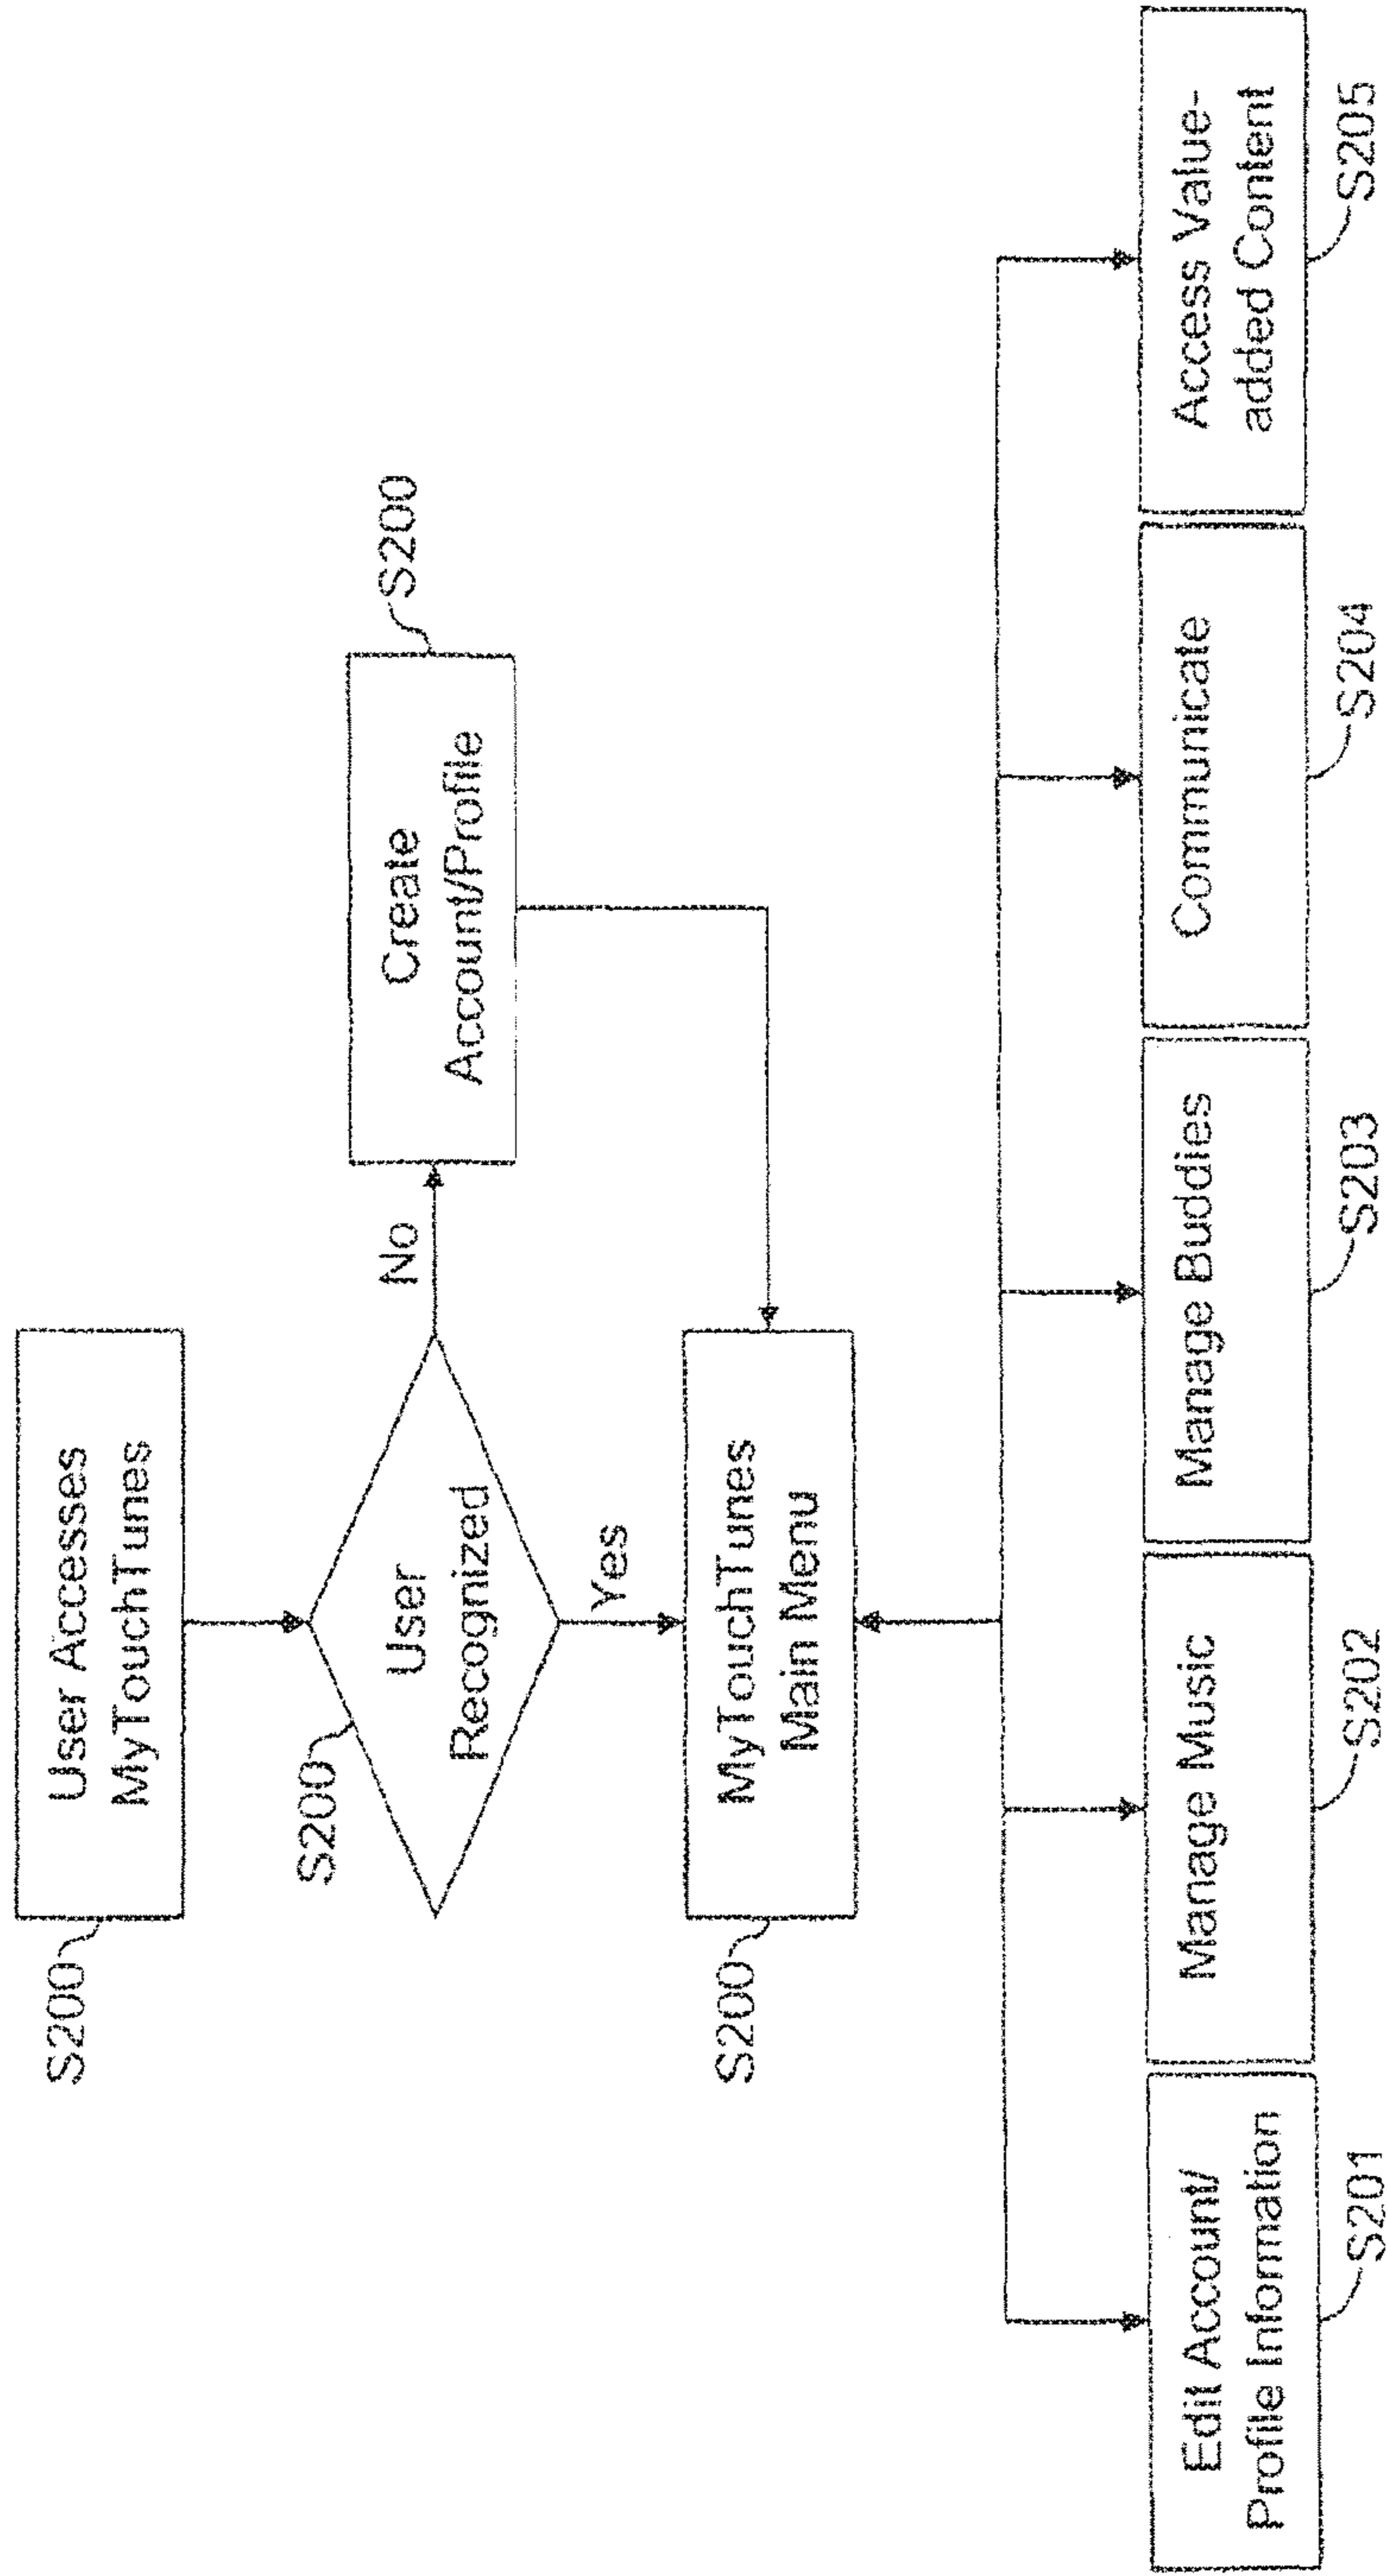 User Accesses
MyTouchTunes
S200
S200
User
Recognized
No
Create
Account/Profile
S200
Yes
MyTouchTunes
Main Menu
S200
Edit Account/
Profile Information
S201
Manage Music
S202
Manage Buddies
S203
Communicate
S204
Access Value-
added Content
S205